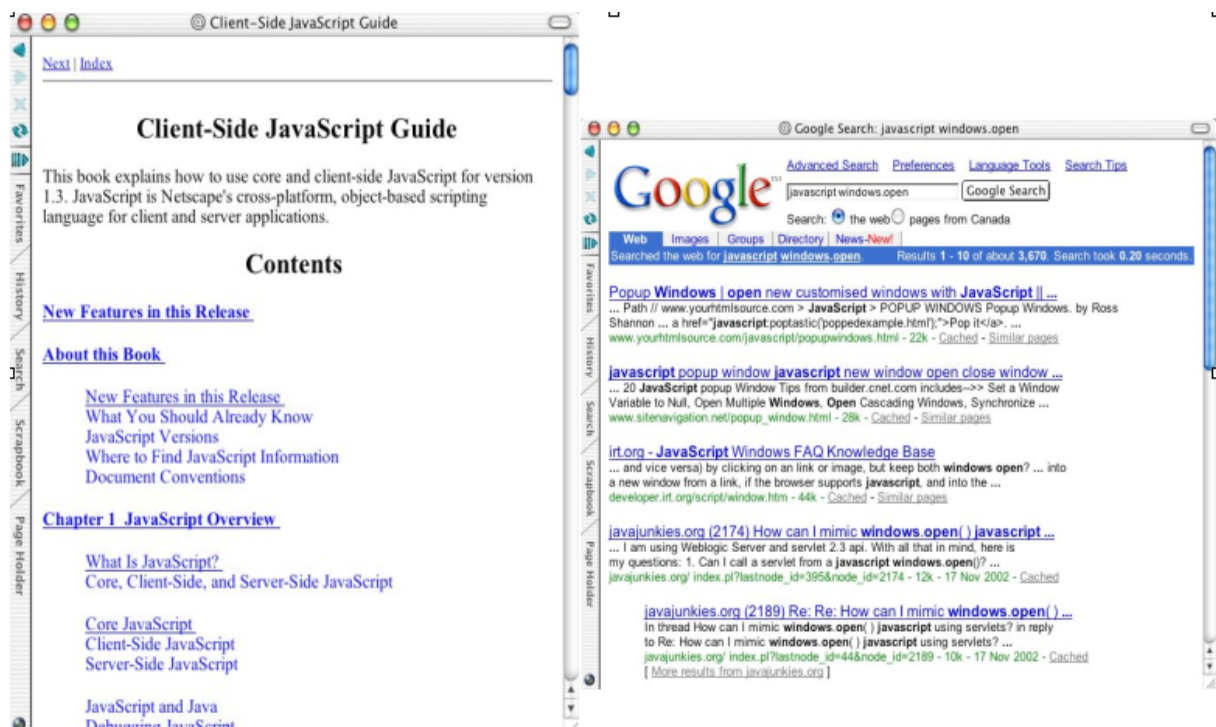 Client-Side JavaScript Guide
Next | Index
Client-Side JavaScript Guide
This book explains how to use core and client-side JavaScript for version
1.3. JavaScript is Netscape's cross-platform, object-based scripting
language for client and server applications.
Contents
New Features in this Release
About this Book
New Features in this Release
What You Should Already Know
JavaScript Versions
Where to Find JavaScript Information
Document Conventions
Chapter 1 JavaScript Overview
What Is JavaScript?
Core, Client-Side, and Server-Side JavaScript
Core JavaScript
Client-Side JavaScript
Server-Side JavaScript
JavaScript and Java
Debugging JavaScript
Favorites
History
Search
Scrapbook
Page Holder
Google Search: javascript windows.open
Google™
Advanced Search Preferences Language Tools Search Tips
javascript windows.open Google Search
Search: the web pages from Canada
Web Images Groups Directory News-New!
Searched the web for javascript windows.open. Results 1 - 10 of about 3,670. Search took 0.20 seconds.
Popup Windows | open new customised windows with JavaScript || ...
... Path // www.yourhtmlsource.com > JavaScript > POPUP WINDOWS Popup Windows. by Ross
Shannon ... a href="javascript:poptastic('poppedexample.html');">Pop it</a>. ...
www.yourhtmlsource.com/javascript/popupwindows.html - 22k - Cached - Similar pages
javascript popup window javascript new window open close window ...
... 20 JavaScript popup Window Tips from builder.cnet.com includes-->> Set a Window
Variable to Null, Open Multiple Windows, Open Cascading Windows, Synchronize ...
www.sitenavigation.net/popup_window.html - 28k - Cached - Similar pages
irt.org - JavaScript Windows FAQ Knowledge Base
... and vice versa) by clicking on an link or image, but keep both windows open? ... into
a new window from a link, if the browser supports javascript, and into the ...
developer.irt.org/script/window.htm - 44k - Cached - Similar pages
javajunkies.org (2174) How can I mimic windows.open( ) javascript ...
... I am using Weblogic Server and servlet 2.3 api. With all that in mind, here is
my questions: 1. Can I call a servlet from a javascript windows.open()? ...
javajunkies.org/ index.pl?lastnode_id=395&node_id=2174 - 12k - 17 Nov 2002 - Cached
javajunkies.org (2189) Re: Re: How can I mimic windows.open( ) ...
In thread How can I mimic windows.open( ) javascript using servlets? in reply
to Re: How can I mimic windows.open( ) javascript using servlets? ...
javajunkies.org/ index.pl?lastnode_id=44&node_id=2189 - 10k - 17 Nov 2002 - Cached
[ More results from javajunkies.org ]
Favorites
History
Search
Scrapbook
Page Holder